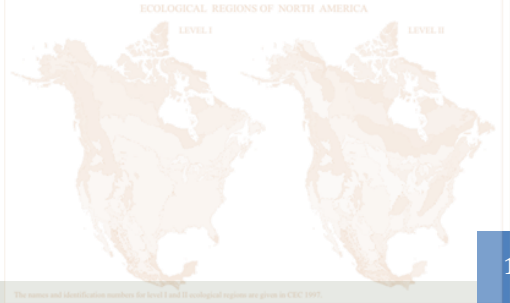 ECOLOGICAL REGIONS OF NORTH AMERICA
LEVEL I
LEVEL II
1
The names and identification numbers for level I and II ecological regions are given in CEC 1997.